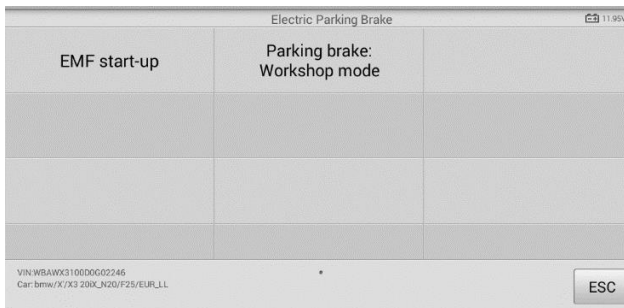 Electric Parking Brake
11.95V
EMF start-up
Parking brake:
Workshop mode
VIN:WBAWX3100D0G02246
Car: bmw/X'/X3 20iX_N20/F25/EUR_LL
ESC